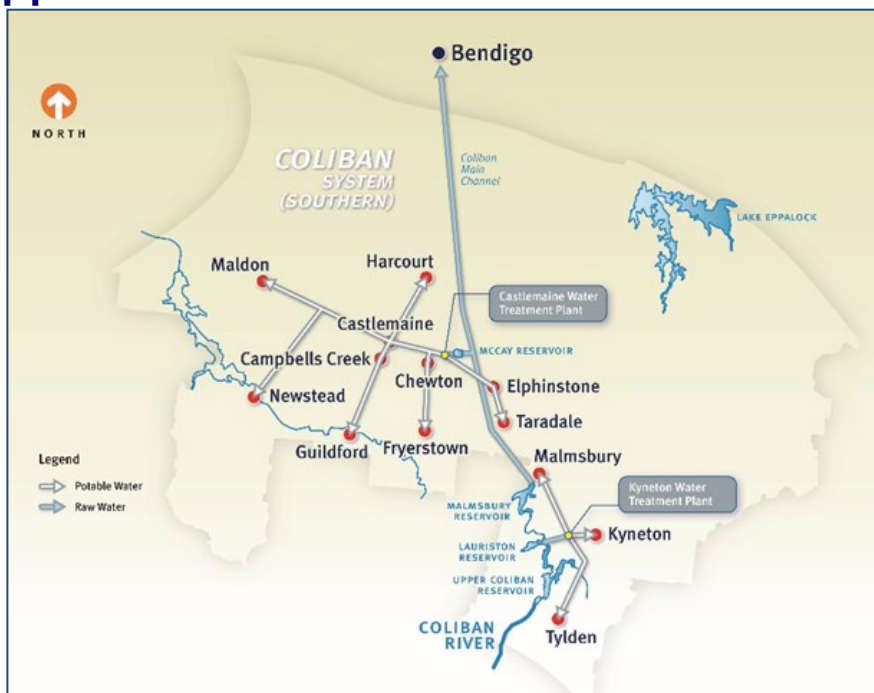 Bendigo
NORTH
COLIBAN
SYSTEM
(SOUTHERN)
Coliban
Main
Channel
LAKE EPPALOCK
Maldon
Harcourt
Castlemaine Water
Treatment Plant
Castlemaine
MCCAY RESERVOIR
Campbells Creek
Chewton
Elphinstone
Newstead
Taradale
Guildford
Fryerstown
Malmsbury
Legend
Potable Water
Raw Water
Kyneton Water
Treatment Plant
MALMSBURY
RESERVOIR
Kyneton
LAURISTON
RESERVOIR
UPPER COLIBAN
RESERVOIR
COLIBAN
RIVER
Tylden